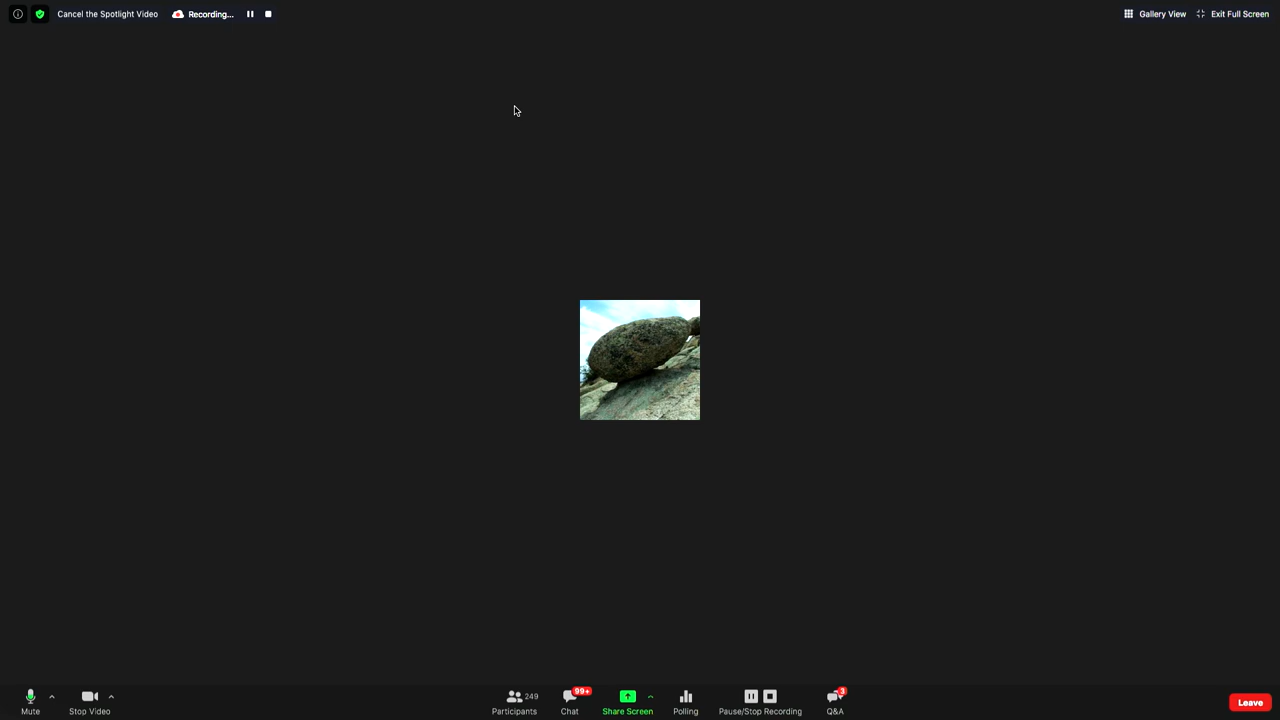 Cancel the Spotlight Video Recording... Gallery View Exit Full Screen
249 99+ 3
Mute Stop Video Participants Chat Share Screen Polling Pause/Stop Recording Q&A Leave